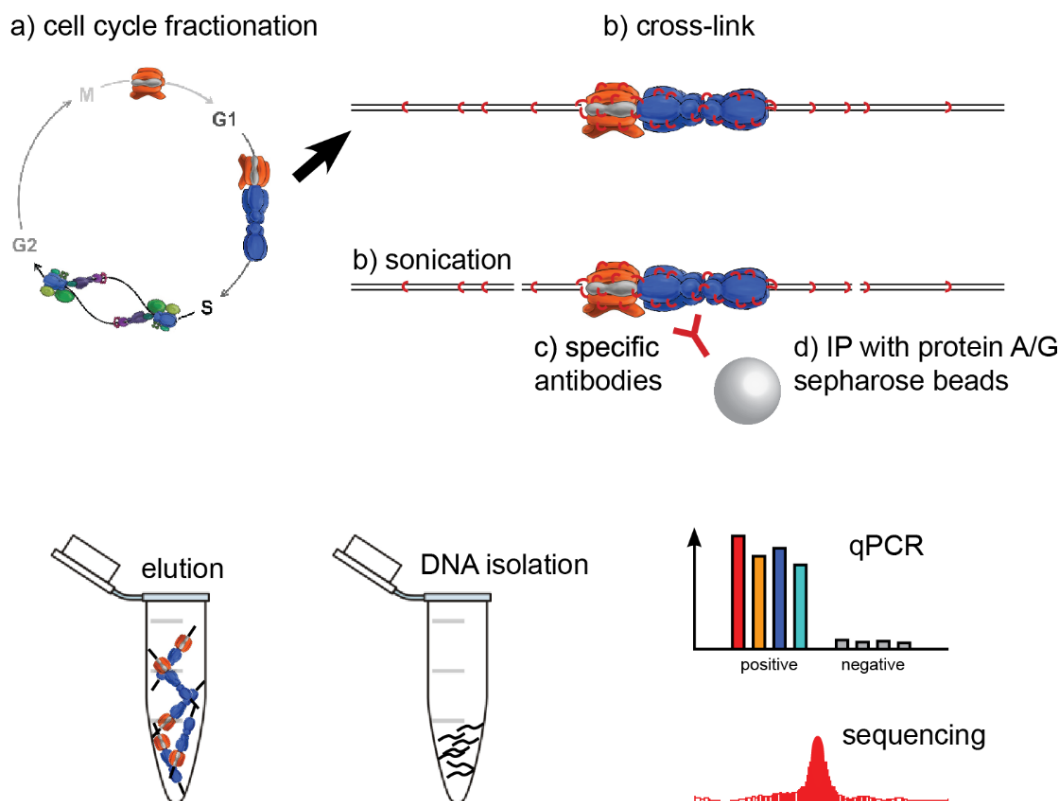 a) cell cycle fractionation
M
G1
G2
S
b) cross-link
b) sonication
c) specific
antibodies
d) IP with protein A/G
sepharose beads
elution
DNA isolation
qPCR
positive
negative
sequencing